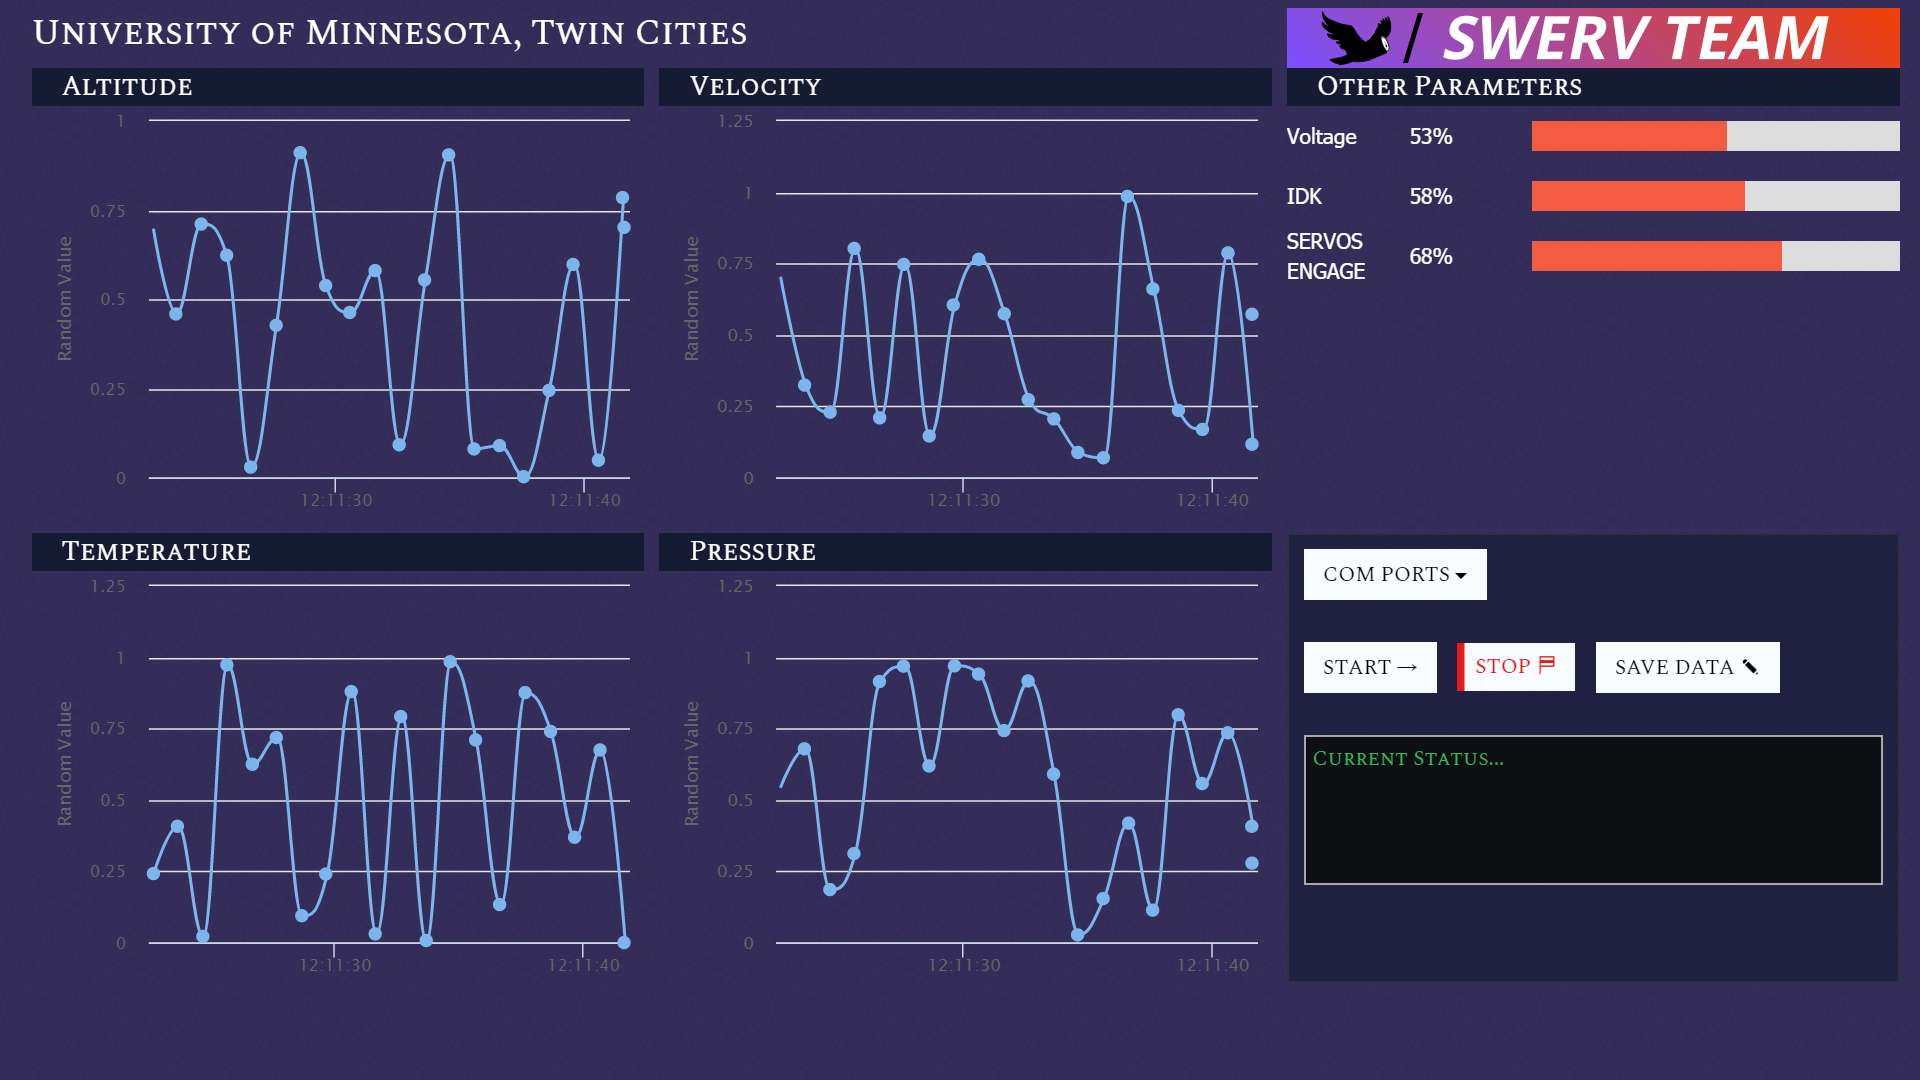 University of Minnesota, Twin Cities
/ SWERV TEAM
Altitude
1
0.75
0.5
0.25
0
Random Value
12:11:30
12:11:40
Velocity
1.25
1
0.75
0.5
0.25
0
Random Value
12:11:30
12:11:40
Other Parameters
Voltage 53%
IDK 58%
SERVOS
ENGAGE 68%
Temperature
1.25
1
0.75
0.5
0.25
0
Random Value
12:11:30
12:11:40
Pressure
1.25
1
0.75
0.5
0.25
0
Random Value
12:11:30
12:11:40
COM PORTS
START → STOP SAVE DATA
Current Status...